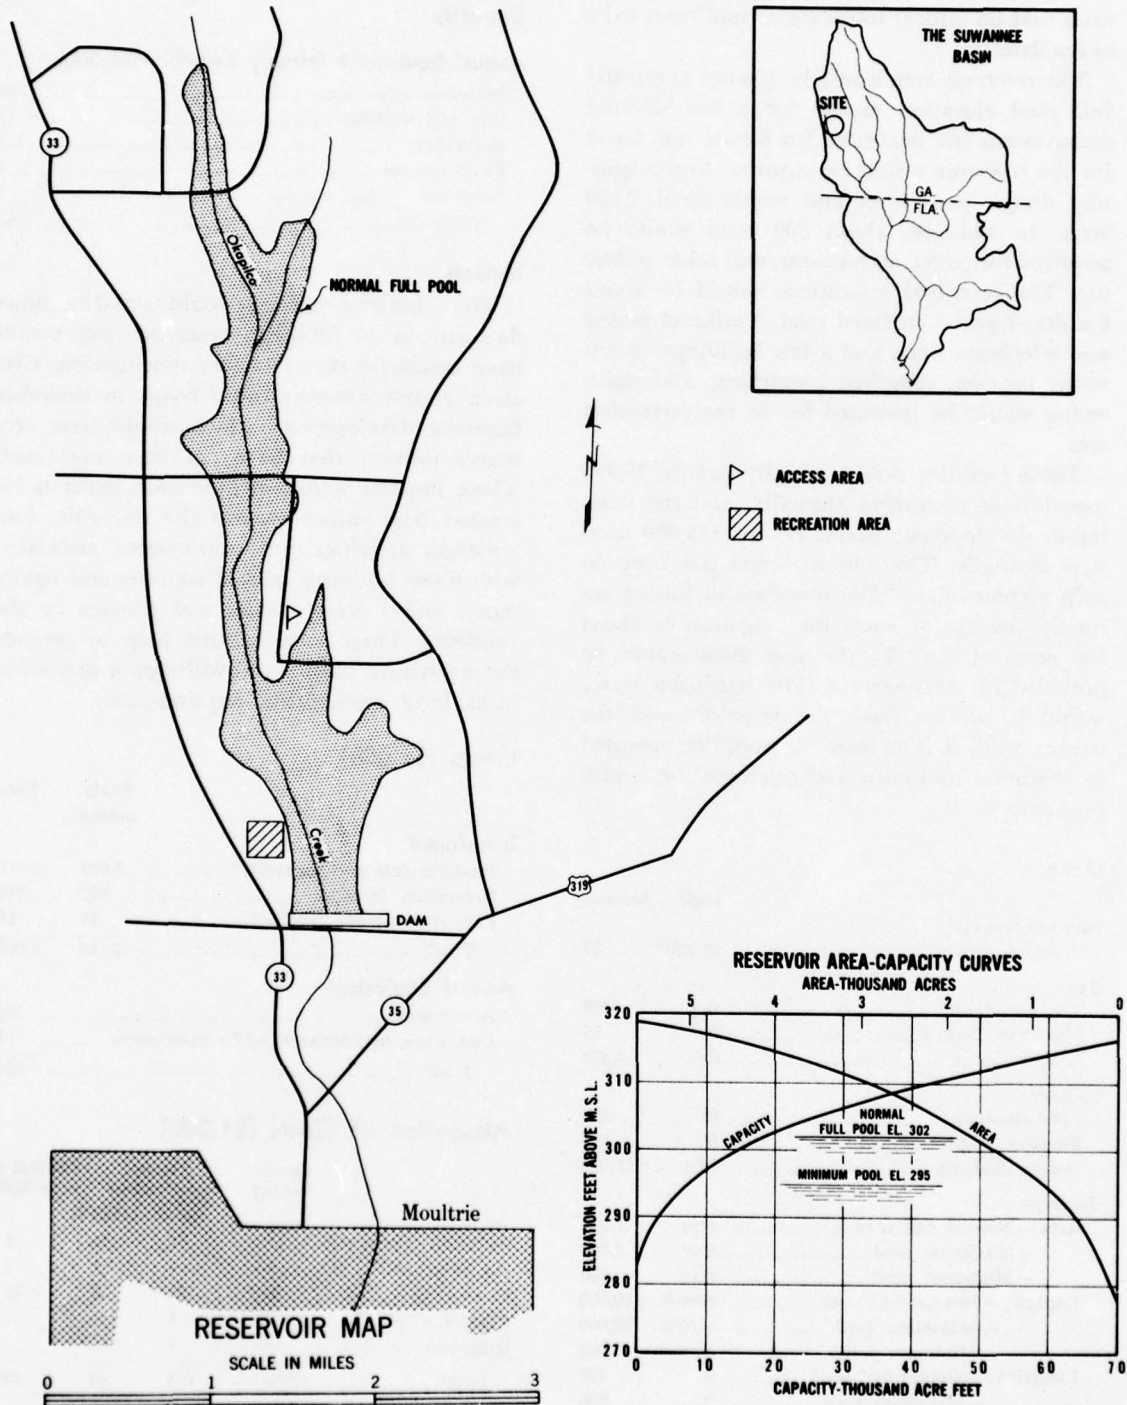 THE SUWANNEE
BASIN
SITE
GA.
FLA.
33
Okapilco
NORMAL FULL POOL
ACCESS AREA
RECREATION AREA
Creek
DAM
319
33
35
Moultrie
RESERVOIR MAP
SCALE IN MILES
0 1 2 3
RESERVOIR AREA-CAPACITY CURVES
AREA-THOUSAND ACRES
5 4 3 2 1 0
320
310
300
290
280
270
ELEVATION FEET ABOVE M.S.L.
CAPACITY
AREA
NORMAL
FULL POOL EL. 302
MINIMUM POOL EL. 295
0 10 20 30 40 50 60 70
CAPACITY-THOUSAND ACRE FEET